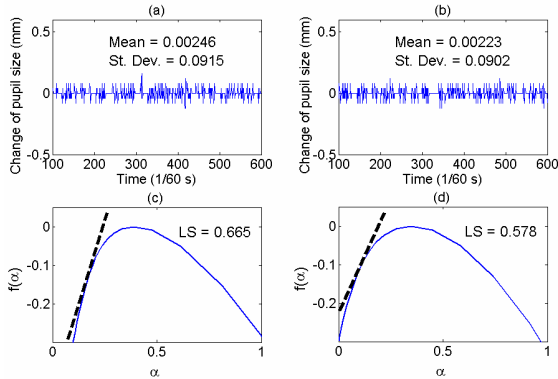 (a)
Mean = 0.00246
St. Dev. = 0.0915
Change of pupil size (mm)
0.5
0
-0.5
100 200 300 400 500 600
Time (1/60 s)
(b)
Mean = 0.00223
St. Dev. = 0.0902
Change of pupil size (mm)
0.5
0
-0.5
100 200 300 400 500 600
Time (1/60 s)
(c)
LS = 0.665
f(α)
0
-0.1
-0.2
0 0.5 1
α
(d)
LS = 0.578
f(α)
0
-0.1
-0.2
0 0.5 1
α